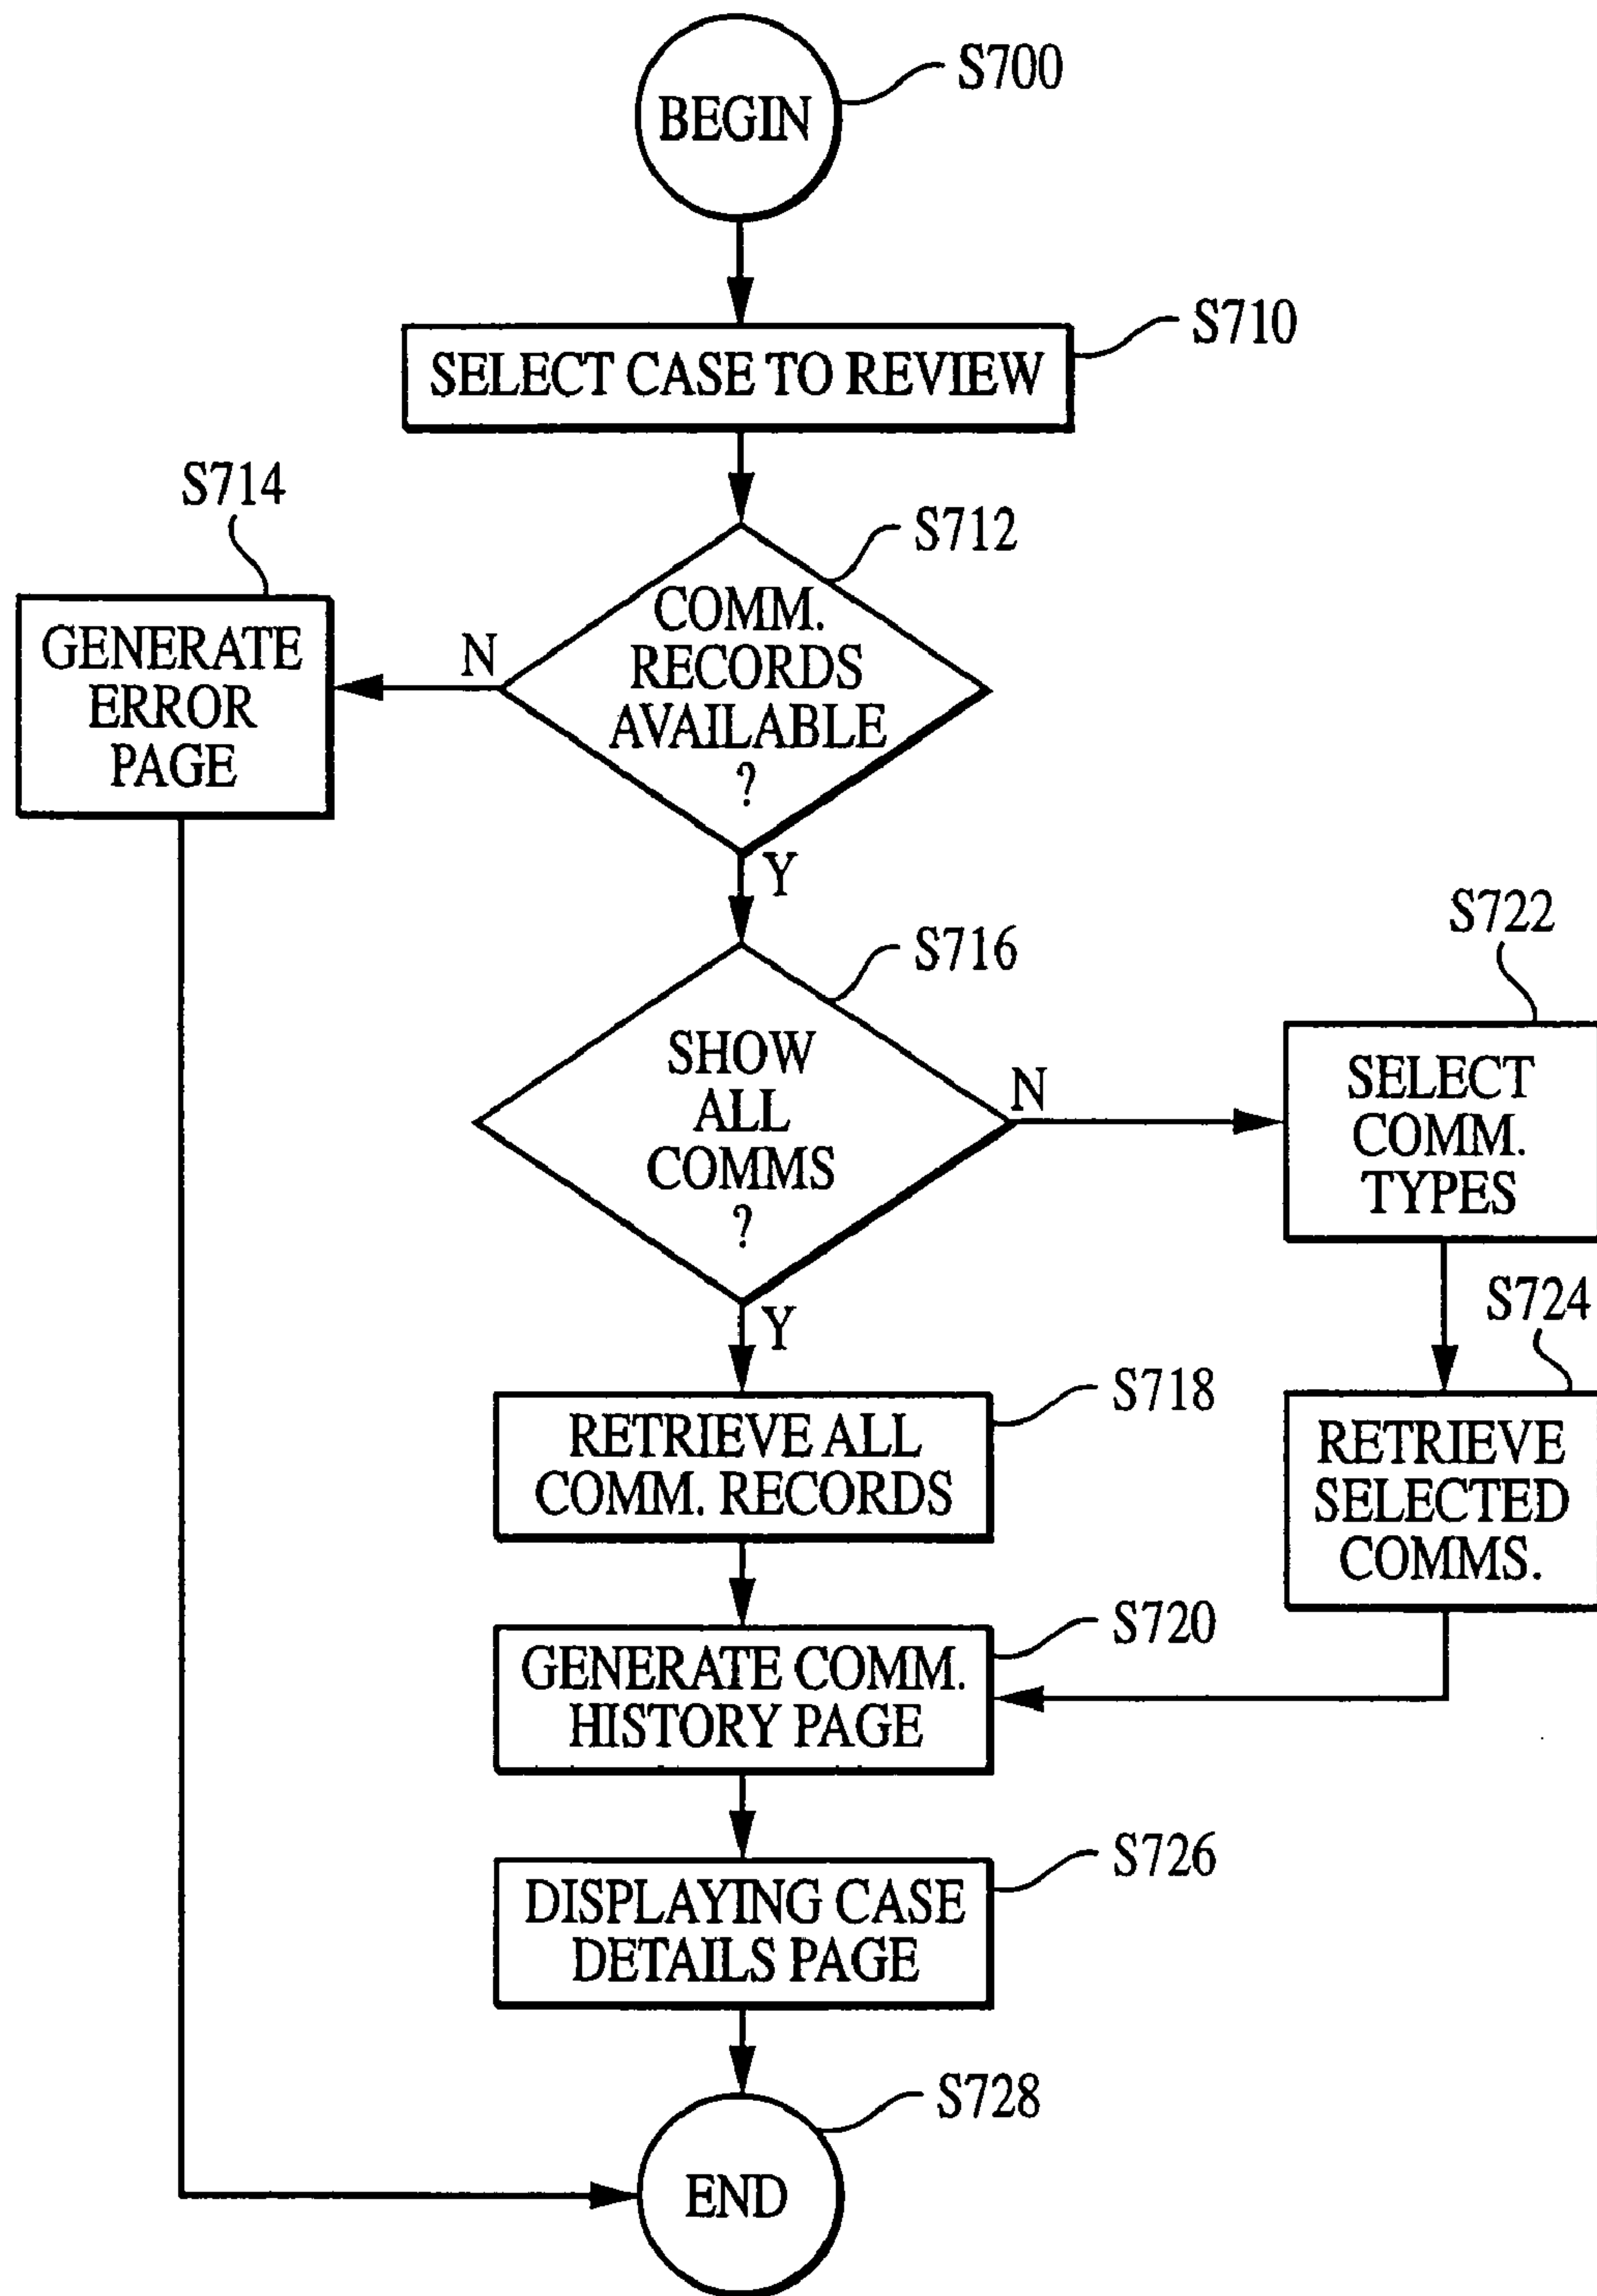 S700
BEGIN
S710
SELECT CASE TO REVIEW
S714
S712
GENERATE
ERROR
PAGE
N
COMM.
RECORDS
AVAILABLE
?
Y
S716
S722
SHOW
ALL
COMMS
?
N
SELECT
COMM.
TYPES
Y
S724
S718
RETRIEVE ALL
COMM. RECORDS
RETRIEVE
SELECTED
COMMS.
S720
GENERATE COMM.
HISTORY PAGE
S726
DISPLAYING CASE
DETAILS PAGE
S728
END